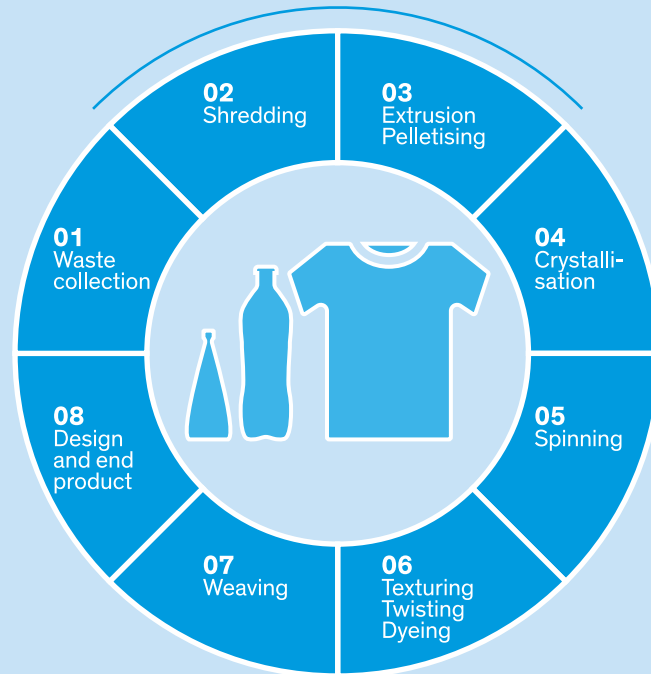 01
Waste
collection
02
Shredding
03
Extrusion
Pelletising
04
Crystalli-
sation
05
Spinning
06
Texturing
Twisting
Dyeing
07
Weaving
08
Design
and end
product